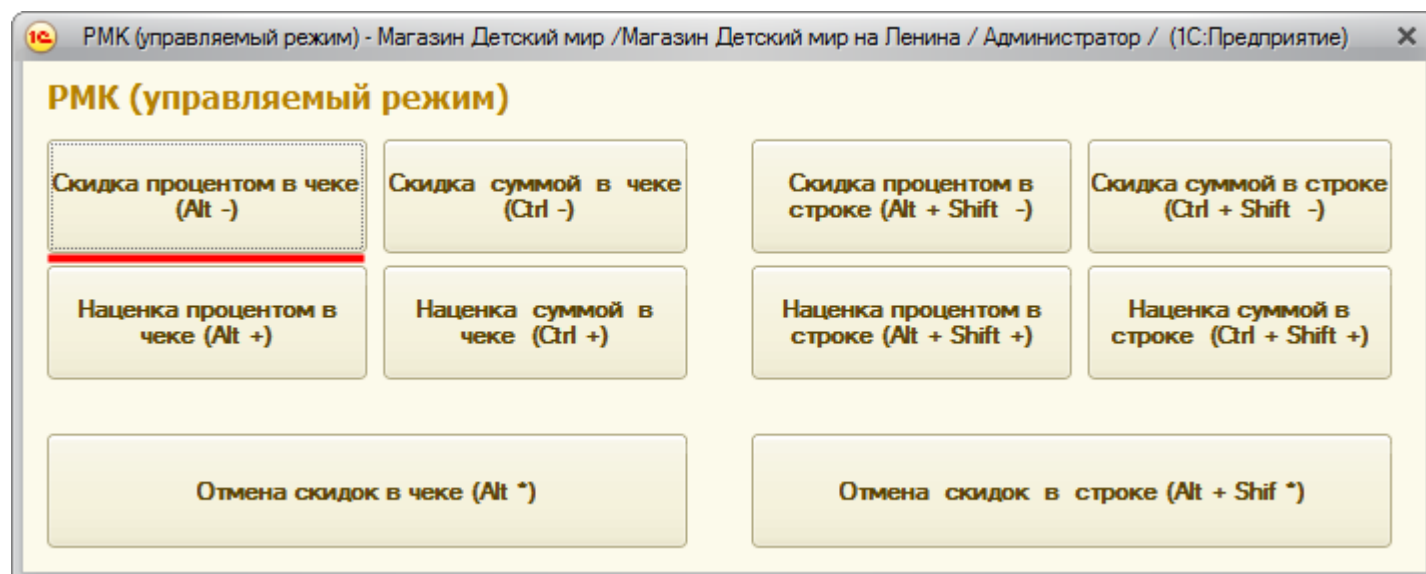 1С РМК (управляемый режим) - Магазин Детский мир /Магазин Детский мир на Ленина / Администратор / (1С:Предприятие)
РМК (управляемый режим)
Скидка процентом в чеке
(Alt -)
Скидка суммой в чеке
(Ctrl -)
Скидка процентом в
строке (Alt + Shift -)
Скидка суммой в строке
(Ctrl + Shift -)
Наценка процентом в
чеке (Alt +)
Наценка суммой в
чеке (Ctrl +)
Наценка процентом в
строке (Alt + Shift +)
Наценка суммой в
строке (Ctrl + Shift +)
Отмена скидок в чеке (Alt *)
Отмена скидок в строке (Alt + Shif *)